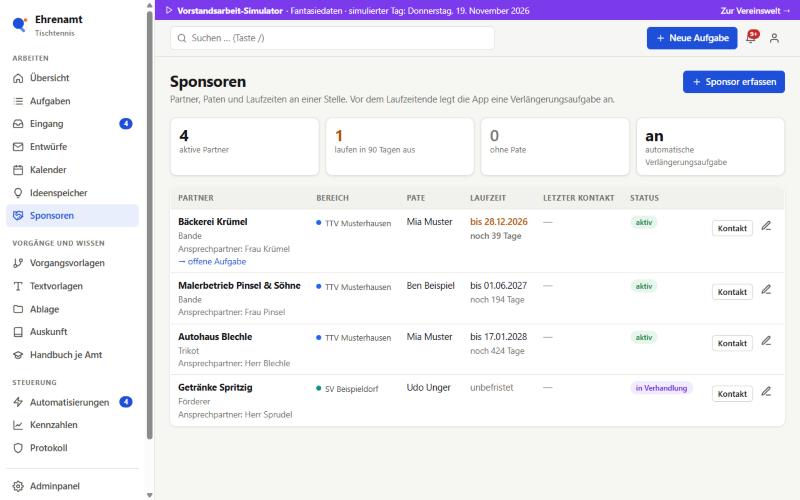 Ehrenamt
Tischtennis
ARBEITEN
Übersicht
Aufgaben
Eingang 4
Entwürfe
Kalender
Ideenspeicher
Sponsoren
VORGÄNGE UND WISSEN
Vorgangsvorlagen
Textvorlagen
Ablage
Auskunft
Handbuch je Amt
STEUERUNG
Automatisierungen 4
Kennzahlen
Protokoll
Adminpanel
Vorstandsarbeit-Simulator · Fantasiedaten · simulierter Tag: Donnerstag, 19. November 2026 Zur Vereinswelt →
Suchen … (Taste /) + Neue Aufgabe 9+
Sponsoren
+ Sponsor erfassen
Partner, Paten und Laufzeiten an einer Stelle. Vor dem Laufzeitende legt die App eine Verlängerungsaufgabe an.
4
aktive Partner
1
laufen in 90 Tagen aus
0
ohne Pate
an
automatische
Verlängerungsaufgabe
PARTNER BEREICH PATE LAUFZEIT LETZTER KONTAKT STATUS
Bäckerei Krümel TTV Musterhausen Mia Muster bis 28.12.2026 — aktiv Kontakt
Bande noch 39 Tage
Ansprechpartner: Frau Krümel
→ offene Aufgabe
Malerbetrieb Pinsel & Söhne TTV Musterhausen Ben Beispiel bis 01.06.2027 — aktiv Kontakt
Bande noch 194 Tage
Ansprechpartner: Frau Pinsel
Autohaus Blechle TTV Musterhausen Mia Muster bis 17.01.2028 — aktiv Kontakt
Trikot noch 424 Tage
Ansprechpartner: Herr Blechle
Getränke Spritzig SV Beispieldorf Udo Unger unbefristet — in Verhandlung Kontakt
Förderer
Ansprechpartner: Herr Sprudel